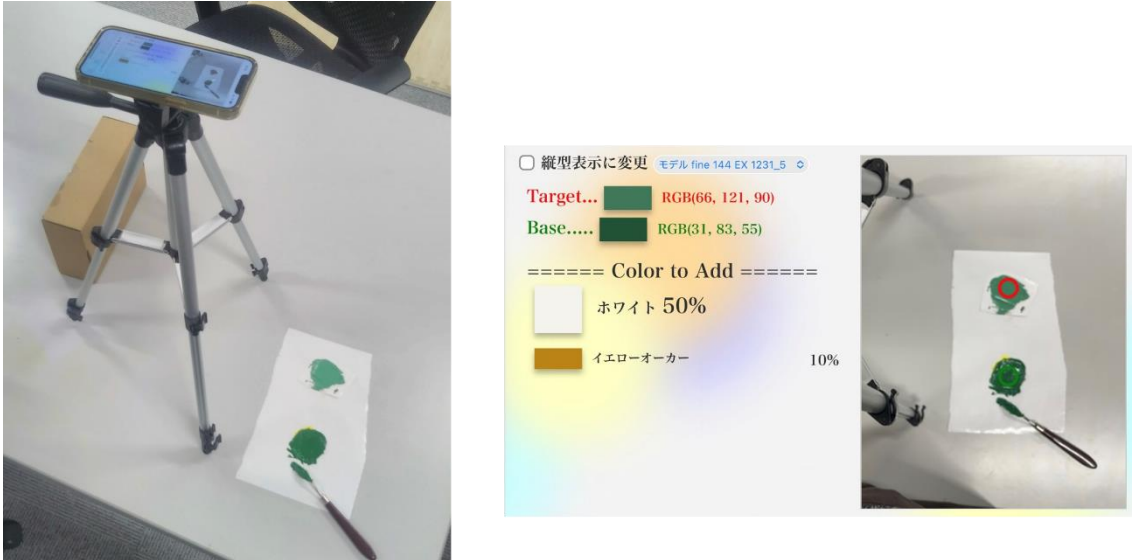 縦型表示に変更 モデル fine 144 EX 1231_5
Target... RGB(66, 121, 90)
Base..... RGB(31, 83, 55)
====== Color to Add ======
ホワイト 50%
イエローオーカー 10%